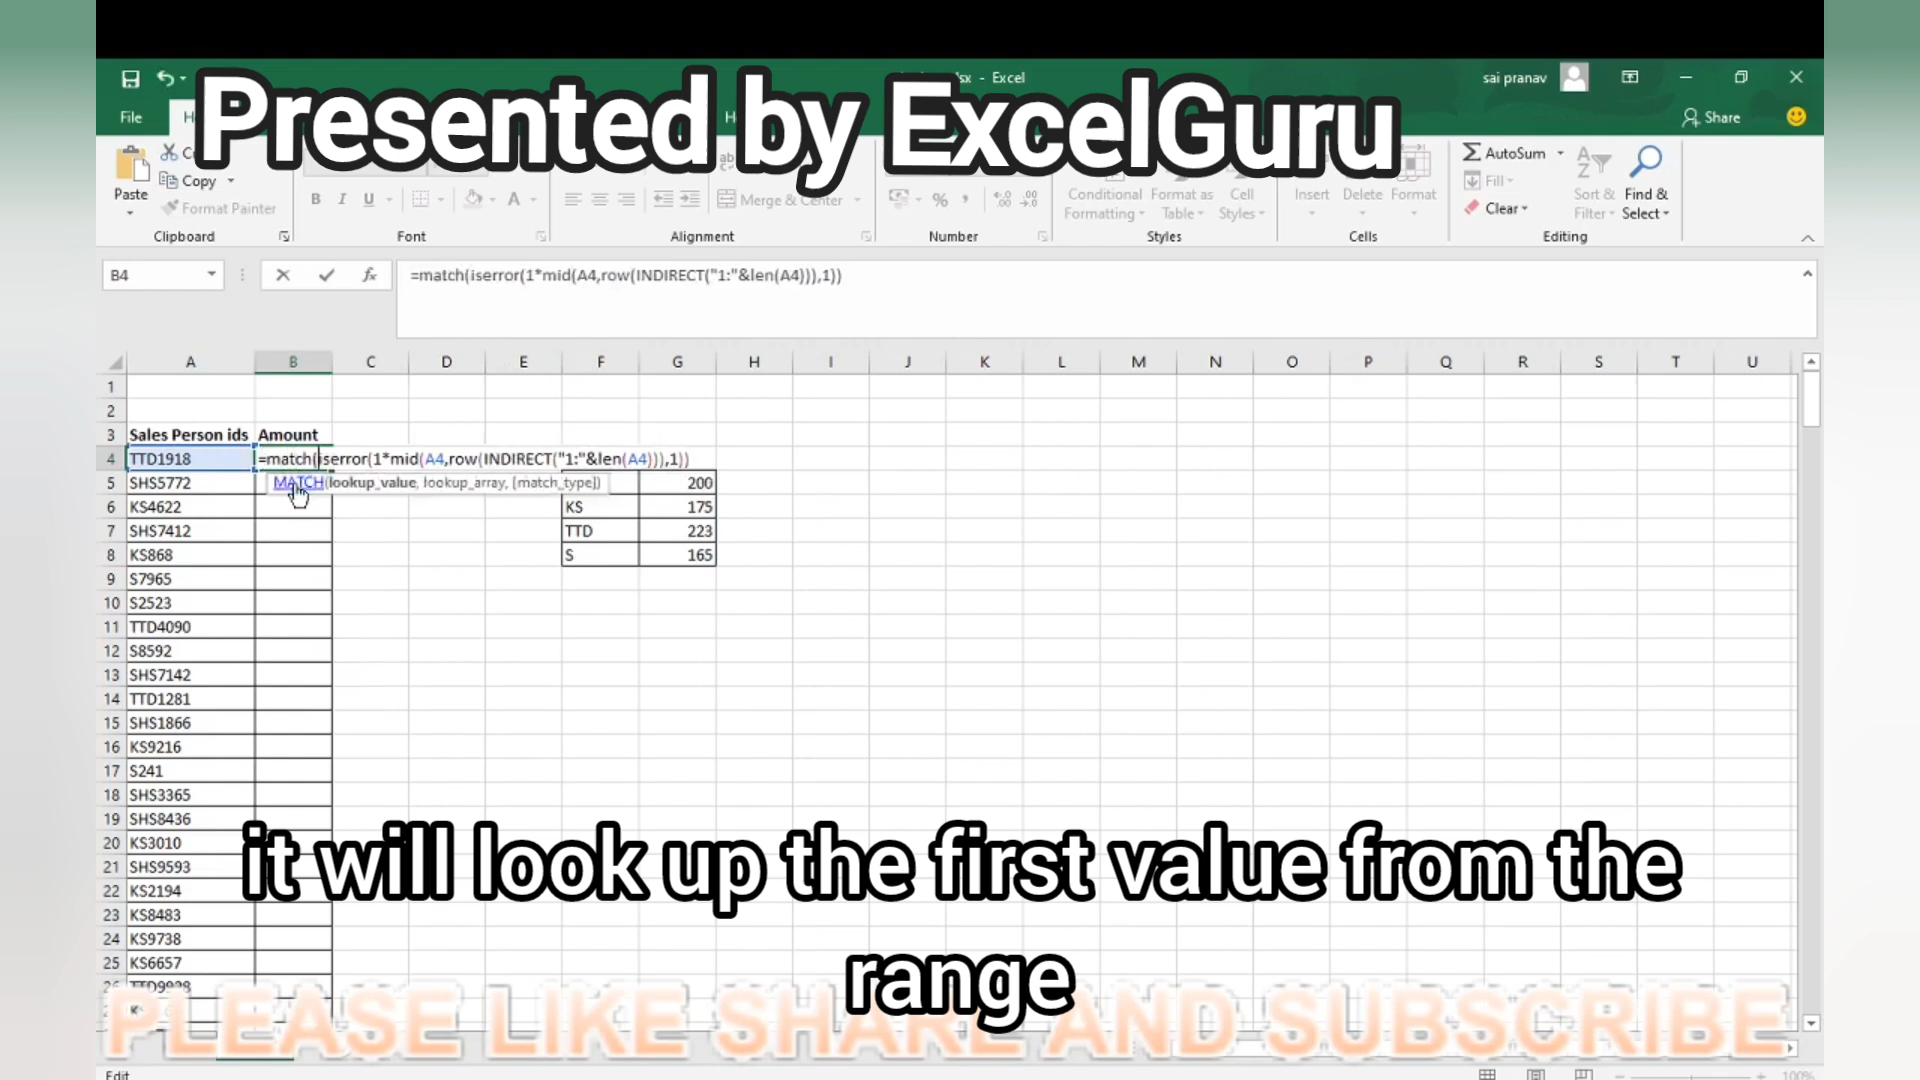 Presented by ExcelGuru
sx - Excel
sai pranav
File
Share
Paste
Copy
Format Painter
Clipboard
B I U
Font
A
Merge & Center
Alignment
%
Number
Conditional Formatting
Format as Table
Cell Styles
Styles
Insert
Delete
Format
Cells
AutoSum
Fill
Clear
Sort & Filter
Find & Select
Editing
B4
fx
=match(iserror(1*mid(A4,row(INDIRECT("1:"&len(A4))),1))
A B C D E F G H I J K L M N O P Q R S T U
1
2
3 Sales Person ids Amount
4 TTD1918 =match(iserror(1*mid(A4,row(INDIRECT("1:"&len(A4))),1))
MATCH(lookup_value, lookup_array, [match_type])
5 SHS5772 200
6 KS4622 KS 175
7 SHS7412 TTD 223
8 KS868 S 165
9 S7965
10 S2523
11 TTD4090
12 S8592
13 SHS7142
14 TTD1281
15 SHS1866
16 KS9216
17 S241
18 SHS3365
19 SHS8436
20 KS3010
21 SHS9593
22 KS2194
23 KS8483
24 KS9738
25 KS6657
it will look up the first value from the
range
PLEASE LIKE SHARE AND SUBSCRIBE
Edit
100%